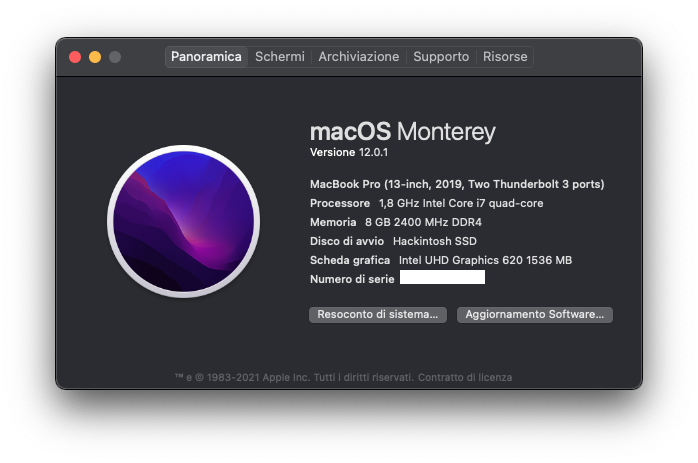 Panoramica Schermi Archiviazione Supporto Risorse
macOS Monterey
Versione 12.0.1
MacBook Pro (13-inch, 2019, Two Thunderbolt 3 ports)
Processore 1,8 GHz Intel Core i7 quad-core
Memoria 8 GB 2400 MHz DDR4
Disco di avvio Hackintosh SSD
Scheda grafica Intel UHD Graphics 620 1536 MB
Numero di serie
Resoconto di sistema... Aggiornamento Software...
™ e © 1983-2021 Apple Inc. Tutti i diritti riservati. Contratto di licenza